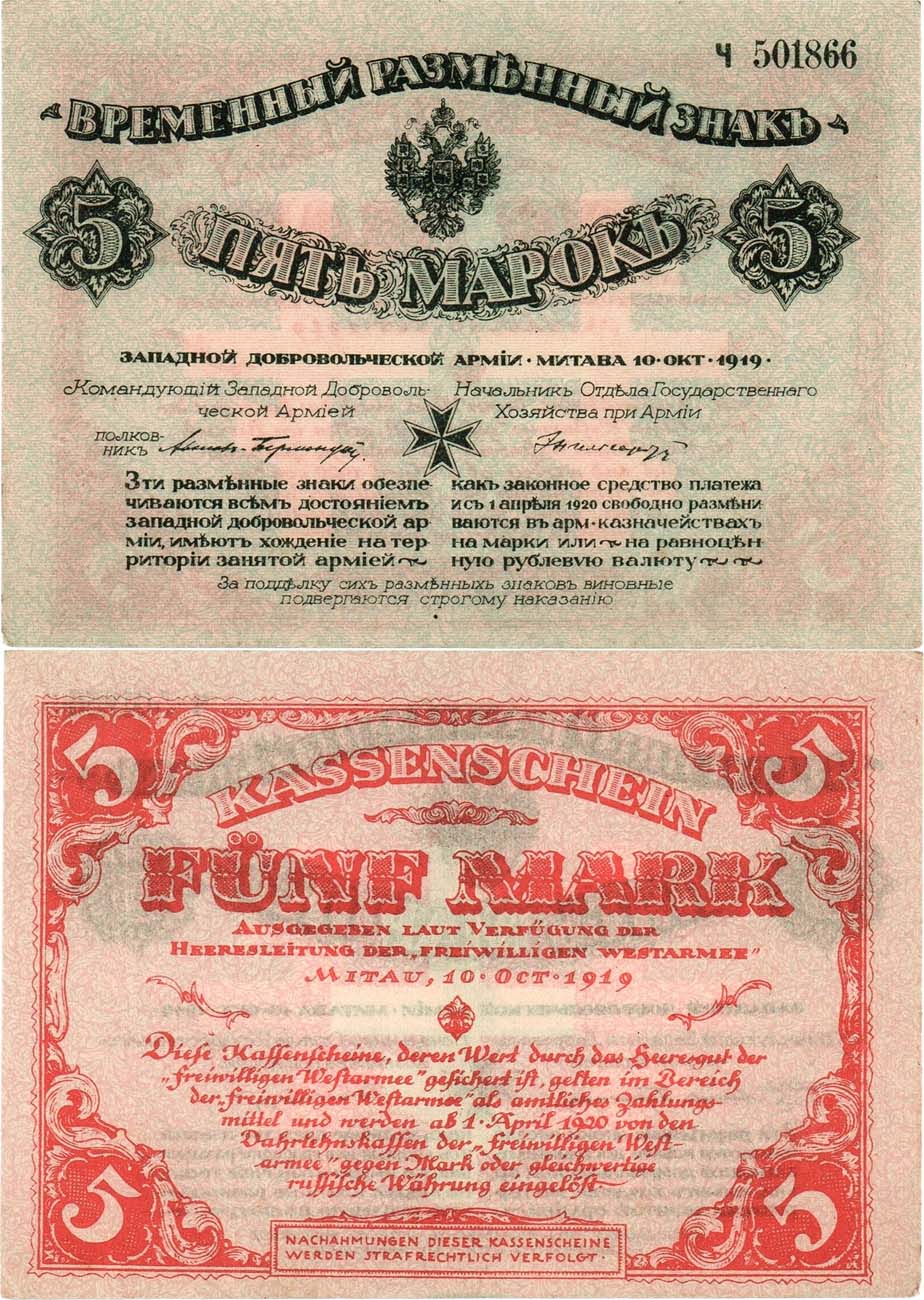 Ч 501866
ВРЕМЕННЫЙ РАЗМѢННЫЙ ЗНАКЪ
5 5
ПЯТЬ МАРОКЪ
ЗАПАДНОЙ ДОБРОВОЛЬЧЕСКОЙ АРМІИ · МИТАВА 10 · ОКТ · 1919 ·
Командующій Западной Доброволь-
ческой Арміей
Начальникъ Отдѣла Государственнаго
Хозяйства при Арміи
полков-
никъ
Эти размѣнные знаки обезпе-
чиваются всѣмъ достояніемъ
западной добровольческой ар-
міи, имѣютъ хожденіе на тер-
риторіи занятой арміей
какъ законное средство платежа
и съ 1 апрѣля 1920 свободно размѣни
ваются въ арм · казначействахъ
на марки или на равноцѣн
ную рублевую валюту
За поддѣлку сихъ размѣнныхъ знаковъ виновные
подвергаются строгому наказанію
5 5
KASSENSCHEIN
FÜNF MARK
AUSGEGEBEN LAUT VERFÜGUNG DER
HEERESLEITUNG DER „FREIWILLIGEN WESTARMEE"
MITAU, 10 · OCT · 1919
Diese Kassenscheine, deren Wert durch das Heeresgut der
„freiwilligen Westarmee" gesichert ist, gelten im Bereich
der „freiwilligen Westarmee" als amtliches Zahlungs-
mittel und werden ab 1 · April 1920 von den
Dahrlehnskassen der „freiwilligen West-
armee" gegen Mark oder gleichwertige
russische Währung eingelöst
5 5
NACHAHMUNGEN DIESER KASSENSCHEINE
WERDEN STRAFRECHTLICH VERFOLGT ·